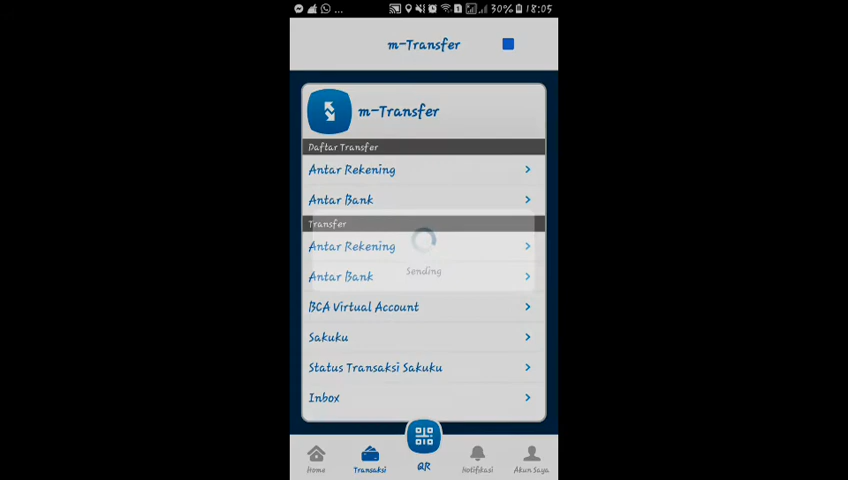 ... 30% 18:05
m-Transfer
m-Transfer
Daftar Transfer
Antar Rekening
Antar Bank
Transfer
Antar Rekening
Sending
Antar Bank
BCA Virtual Account
Sakuku
Status Transaksi Sakuku
Inbox
Home Transaksi QR Notifikasi Akun Saya